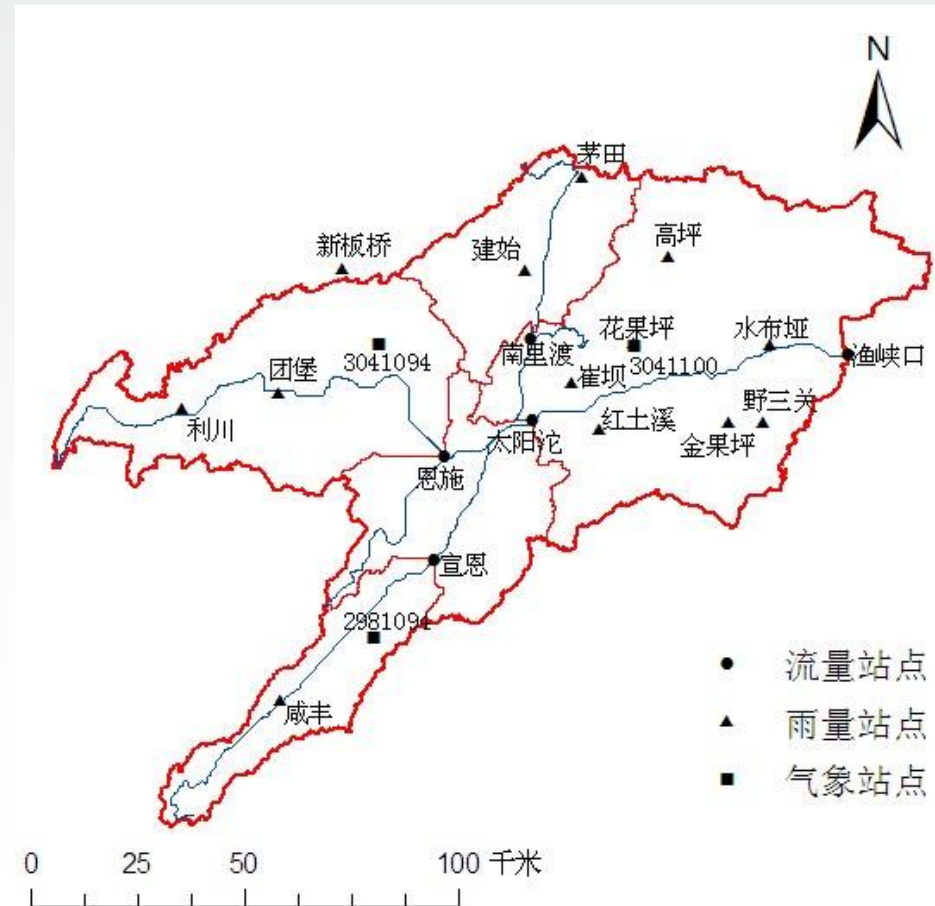 N
茅田
新板桥
建始
高坪
花果坪
水布垭
南里渡
3041094
3041100
渔峡口
团堡
崔坝
野三关
利川
太阳沱
红土溪
金果坪
恩施
宣恩
2981094
咸丰
流量站点
雨量站点
气象站点
0 25 50 100 千米